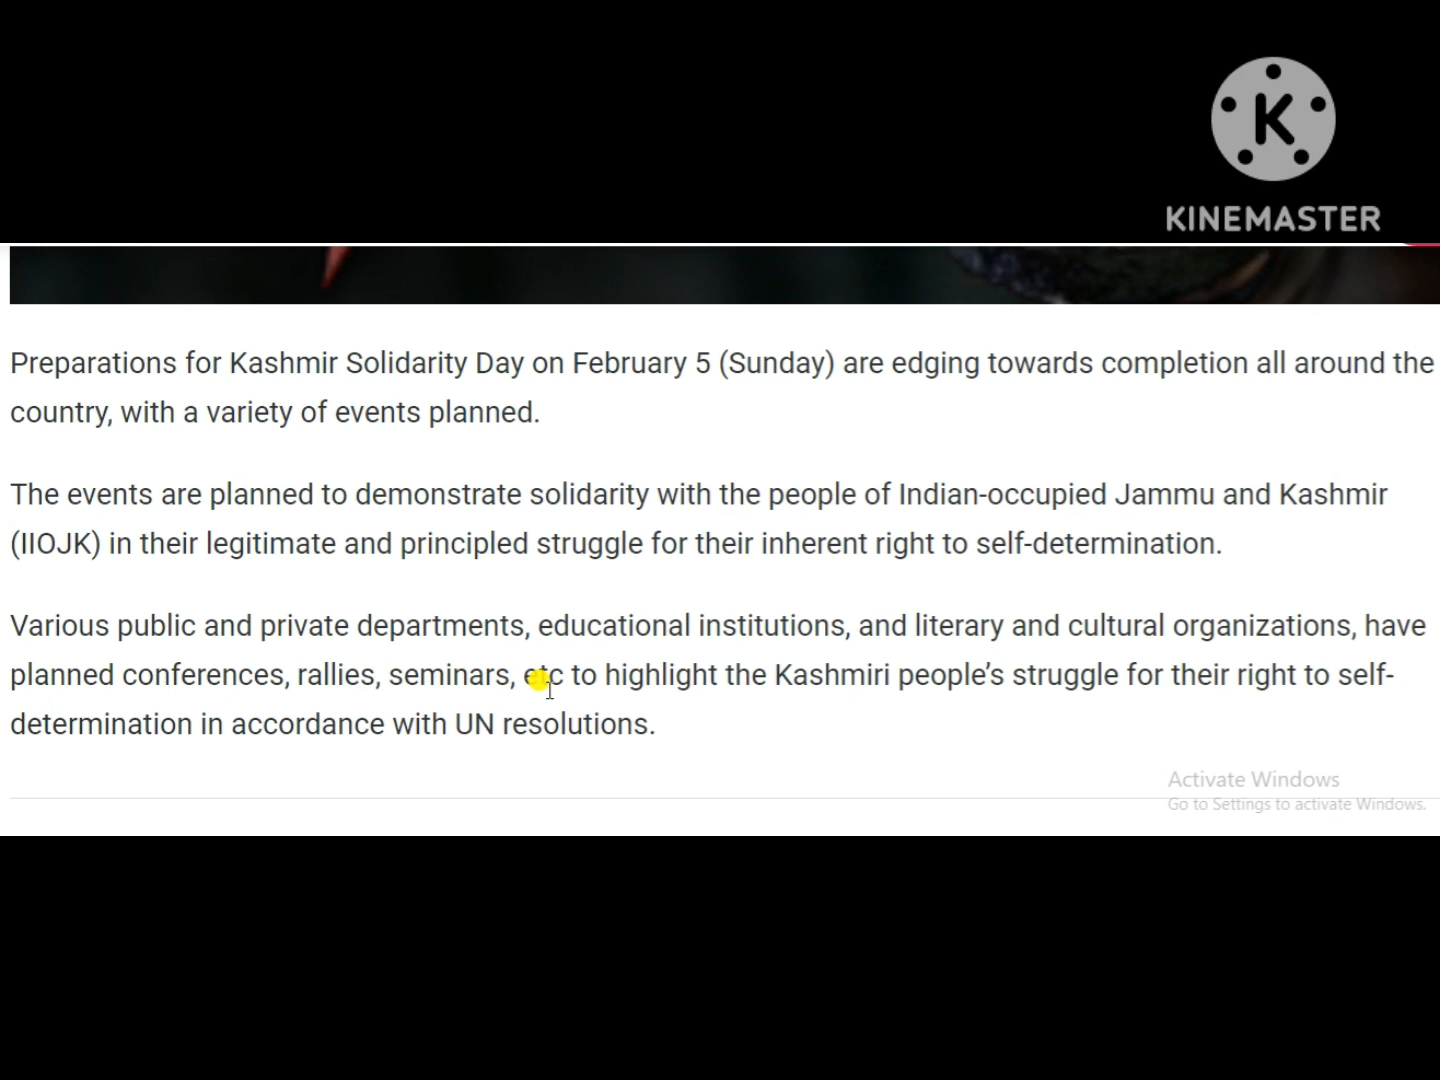 K
KINEMASTER
Preparations for Kashmir Solidarity Day on February 5 (Sunday) are edging towards completion all around the
country, with a variety of events planned.
The events are planned to demonstrate solidarity with the people of Indian-occupied Jammu and Kashmir
(IIOJK) in their legitimate and principled struggle for their inherent right to self-determination.
Various public and private departments, educational institutions, and literary and cultural organizations, have
planned conferences, rallies, seminars, etc to highlight the Kashmiri people’s struggle for their right to self-
determination in accordance with UN resolutions.
Activate Windows
Go to Settings to activate Windows.